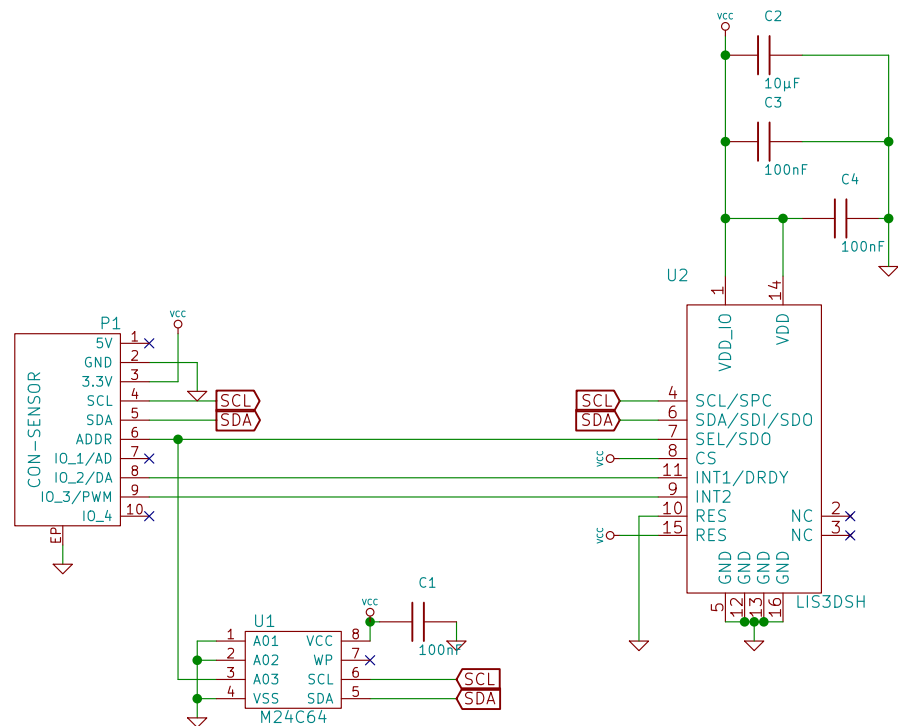 VCC
C2
10µF
C3
100nF
C4
100nF
U2
1
14
VDD_IO
VDD
P1
VCC
CON-SENSOR
5V 1
GND 2
3.3V 3
SCL 4
SDA 5
ADDR 6
IO_1/AD 7
IO_2/DA 8
IO_3/PWM 9
IO_4 10
EP
SCL
SDA
SCL
SDA
4 SCL/SPC
6 SDA/SDI/SDO
7 SEL/SDO
VCC 8 CS
11 INT1/DRDY
9 INT2
10 RES
VCC 15 RES
NC 2
NC 3
GND GND GND GND
5 12 13 16
LIS3DSH
C1
VCC
100nF
U1
1 A01 VCC 8
2 A02 WP 7
3 A03 SCL 6
4 VSS SDA 5
M24C64
SCL
SDA